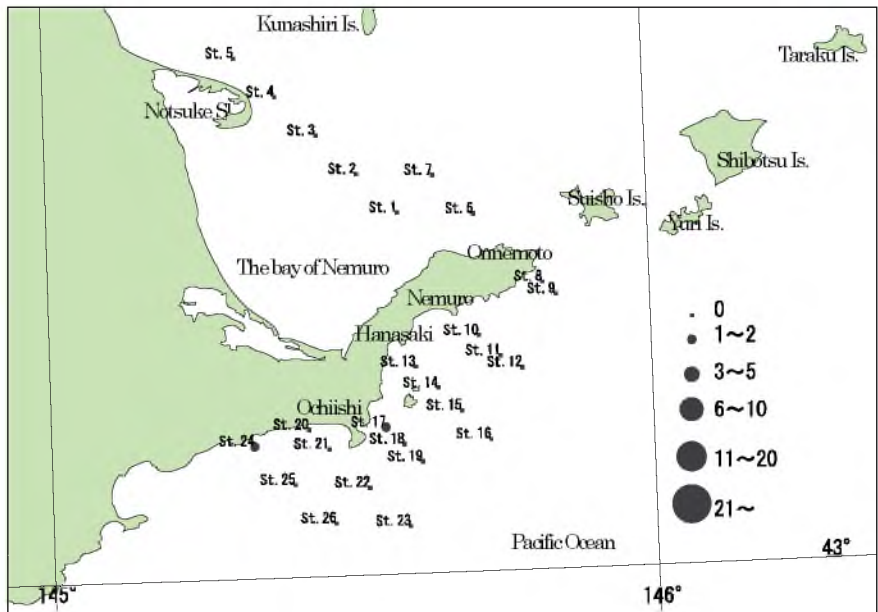 Kunashiri Is.
Taraku Is.
St. 5
St. 4
Notsuke St.
St. 3
St. 2
St. 7
Shibotsu Is.
St. 1
St. 6
Suisho Is.
Yuri Is.
Onnemoto
The bay of Nemuro
St. 8
St. 9
Nemuro
0
St. 10
1～2
Hanasaki
St. 11
St. 13
St. 12
3～5
St. 14
Ochiishi
St. 15
6～10
St. 17
St. 20
St. 16
St. 24
St. 21
St. 18
St. 19
11～20
St. 25
St. 22
21～
St. 26
St. 23
Pacific Ocean
43°
145°
146°